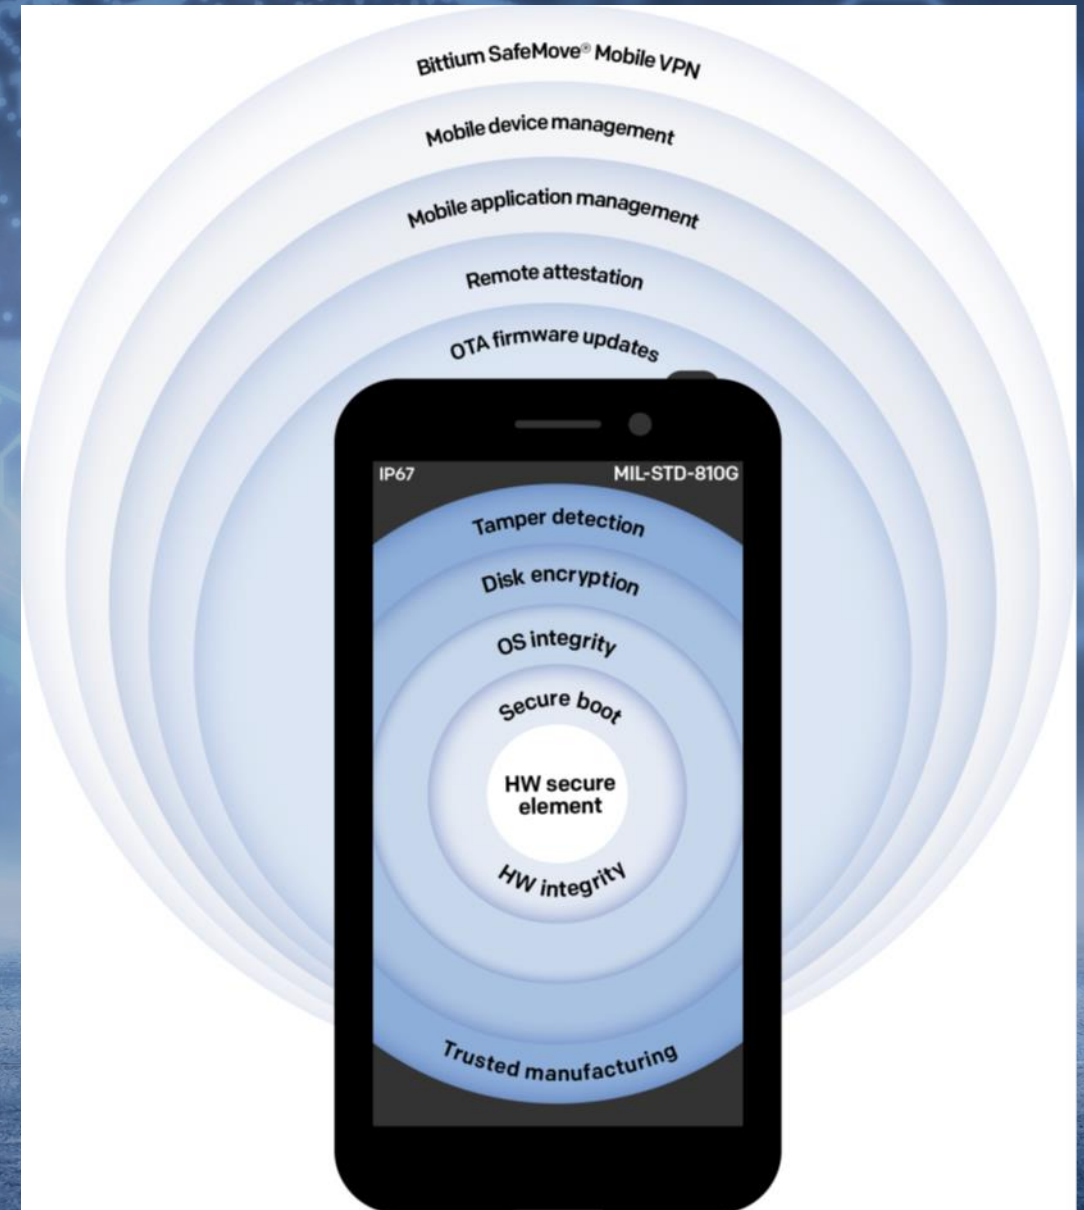 Bittium SafeMove® Mobile VPN
Mobile device management
Mobile application management
Remote attestation
OTA firmware updates
IP67
MIL-STD-810G
Tamper detection
Disk encryption
OS integrity
Secure boot
HW secure
element
HW integrity
Trusted manufacturing